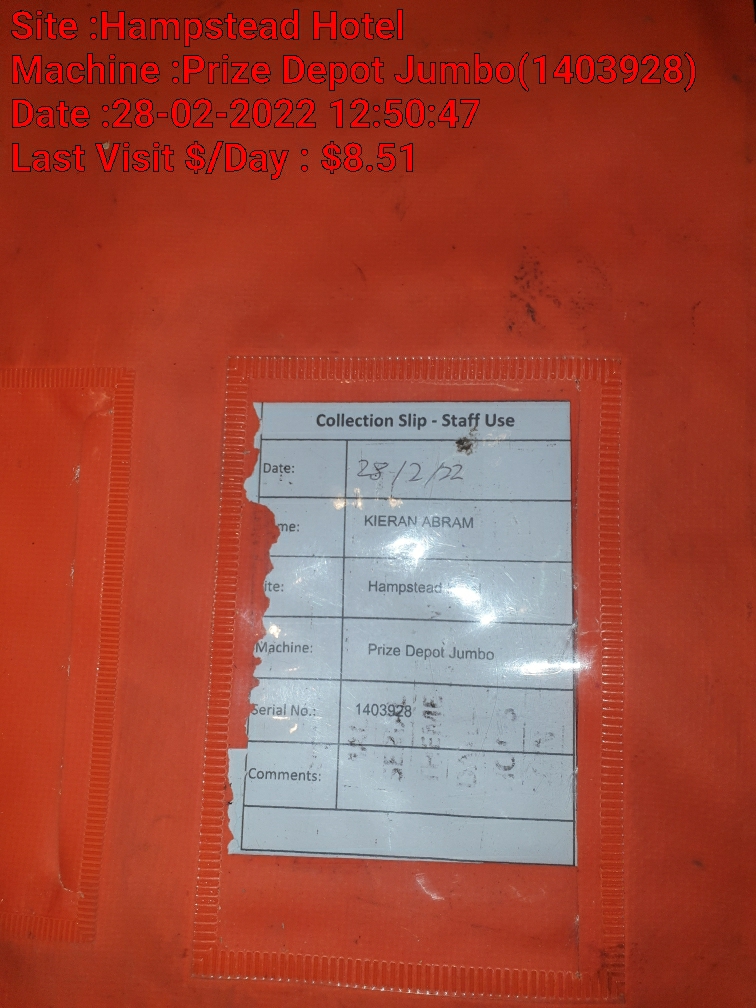 Site :Hampstead Hotel
Machine :Prize Depot Jumbo(1403928)
Date :28-02-2022 12:50:47
Last Visit $/Day : $8.51
Collection Slip - Staff Use
Date: 28/2/22
me: KIERAN ABRAM
ite: Hampstead
Machine: Prize Depot Jumbo
Serial No.: 1403928
Comments: